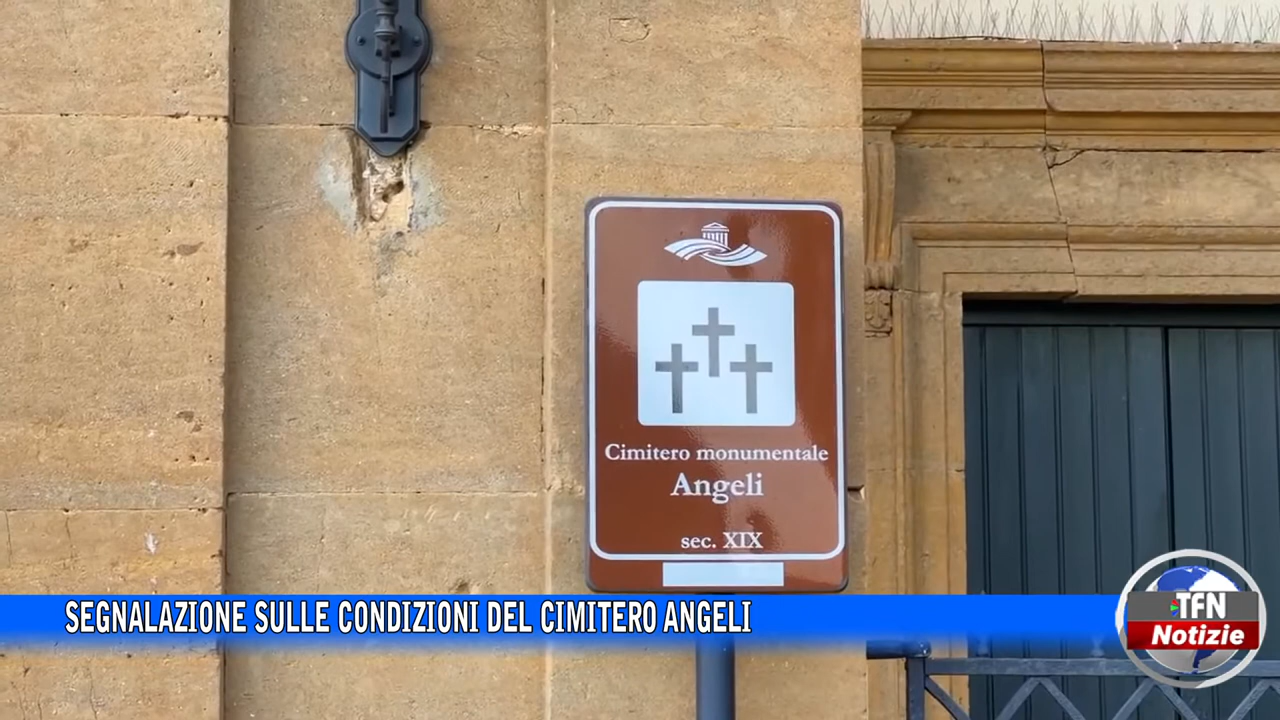 Cimitero monumentale
Angeli
sec. XIX
SEGNALAZIONE SULLE CONDIZIONI DEL CIMITERO ANGELI
TFN
Notizie